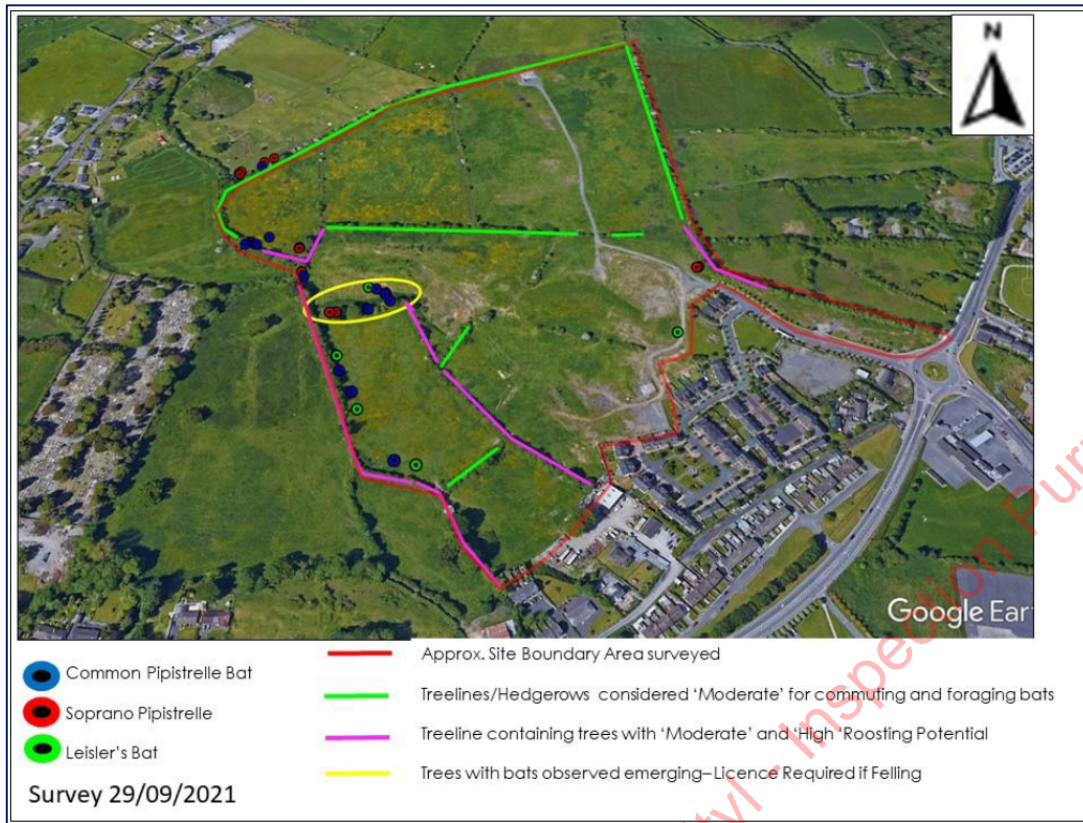 N
Google Ear
Common Pipistrelle Bat
Soprano Pipistrelle
Leisler's Bat
Survey 29/09/2021
Approx. Site Boundary Area surveyed
Treelines/Hedgerows considered 'Moderate' for commuting and foraging bats
Treeline containing trees with 'Moderate' and 'High 'Roosting Potential
Trees with bats observed emerging–Licence Required if Felling
- Inspection Pur